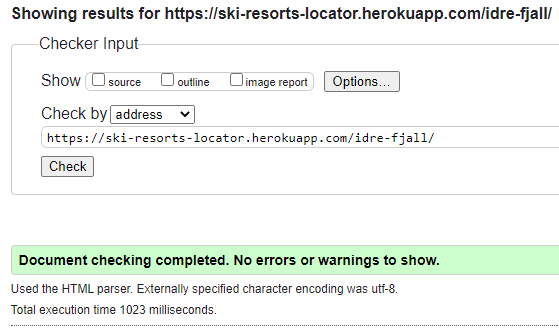 Showing results for https://ski-resorts-locator.herokuapp.com/idre-fjall/
Checker Input
Show source outline image report Options...
Check by address
https://ski-resorts-locator.herokuapp.com/idre-fjall/
Check
Document checking completed. No errors or warnings to show.
Used the HTML parser. Externally specified character encoding was utf-8.
Total execution time 1023 milliseconds.